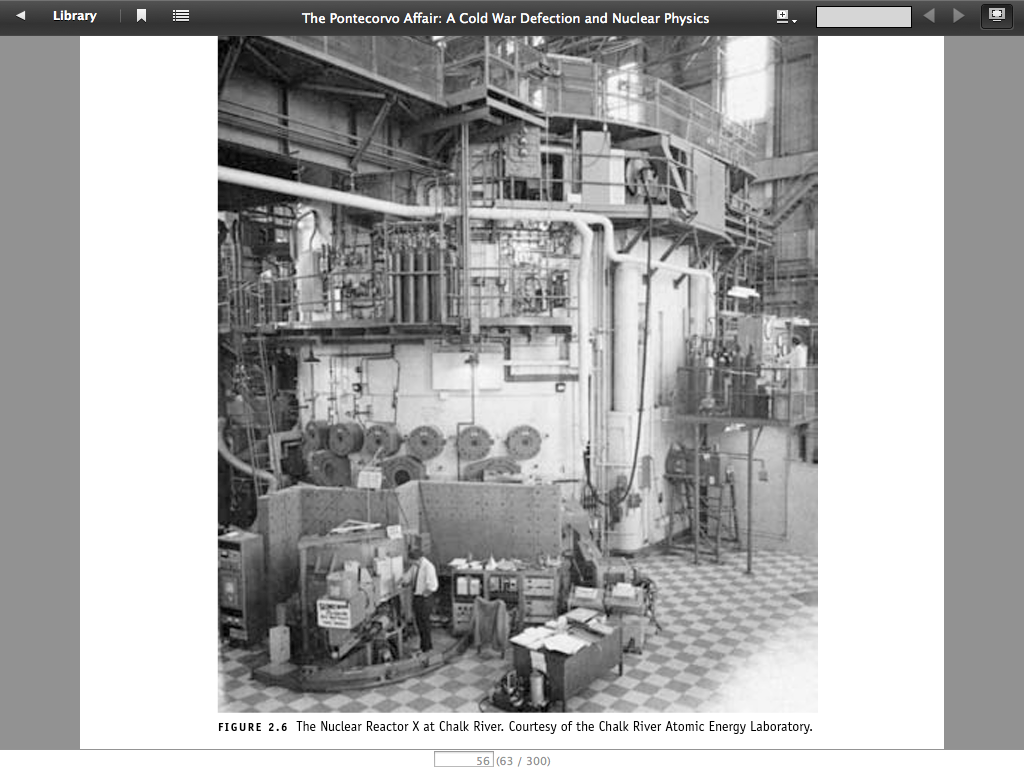 Library
The Pontecorvo Affair: A Cold War Defection and Nuclear Physics
FIGURE 2.6 The Nuclear Reactor X at Chalk River. Courtesy of the Chalk River Atomic Energy Laboratory.
56 (63 / 300)